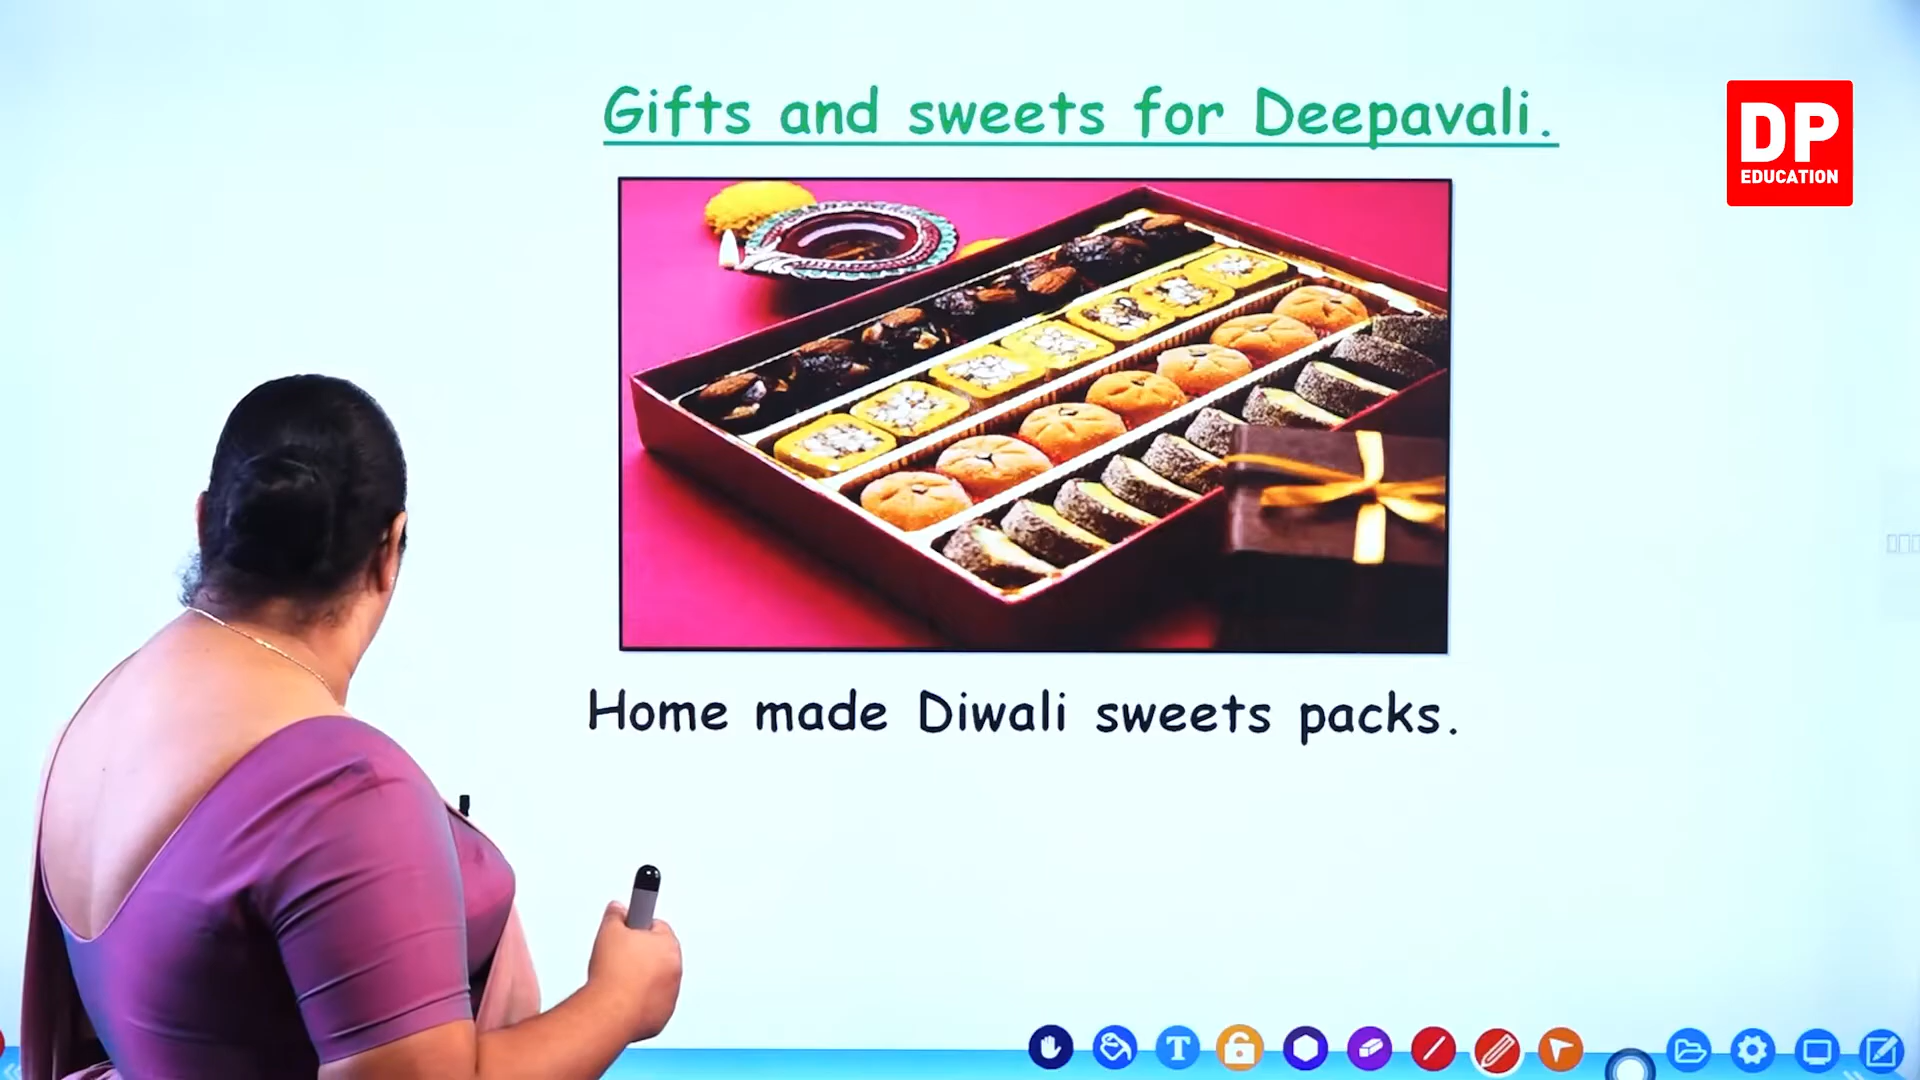 Gifts and sweets for Deepavali.
DP
EDUCATION
Home made Diwali sweets packs.
T